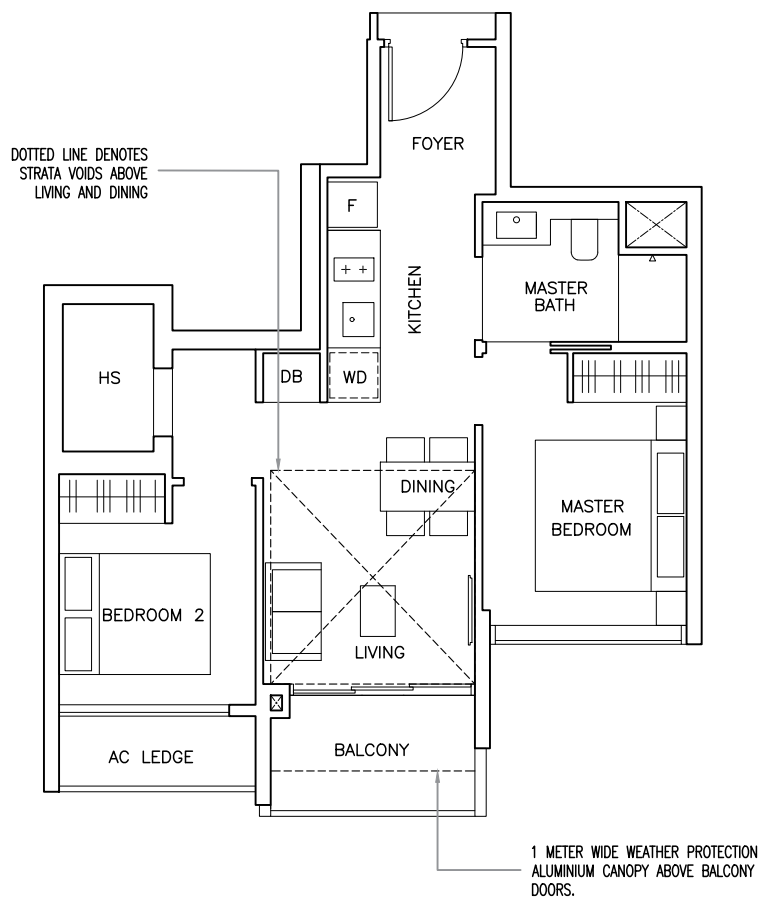 FOYER
DOTTED LINE DENOTES
STRATA VOIDS ABOVE
LIVING AND DINING
F
KITCHEN
MASTER
BATH
HS
DB
WD
DINING
MASTER
BEDROOM
BEDROOM 2
LIVING
BALCONY
AC LEDGE
1 METER WIDE WEATHER PROTECTION
ALUMINIUM CANOPY ABOVE BALCONY
DOORS.